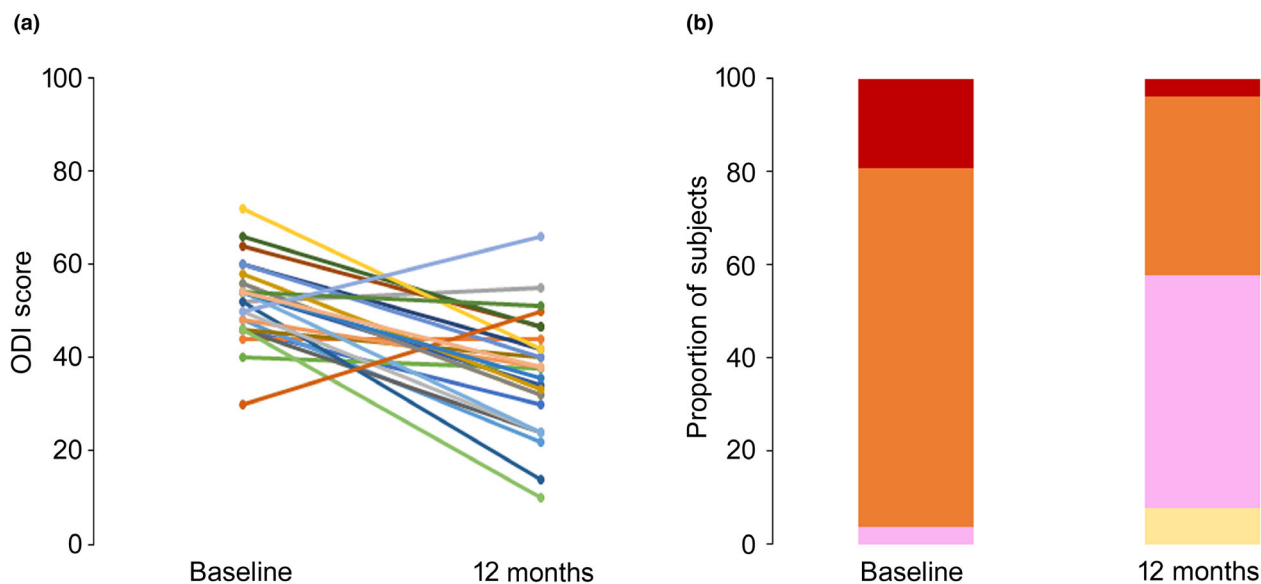 (a)
ODI score
100
80
60
40
20
0
Baseline
12 months
(b)
Proportion of subjects
100
80
60
40
20
0
Baseline
12 months